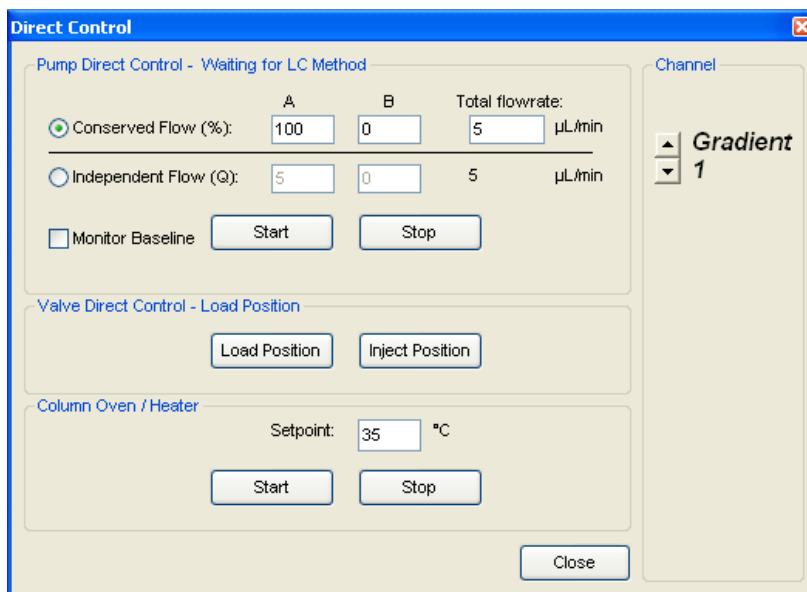 Direct Control
Pump Direct Control - Waiting for LC Method
A B Total flowrate:
Conserved Flow (%): 100 0 5 µL/min
Independent Flow (Q): 5 0 5 µL/min
Monitor Baseline Start Stop
Valve Direct Control - Load Position
Load Position Inject Position
Column Oven / Heater
Setpoint: 35 °C
Start Stop
Close
Channel
Gradient
1